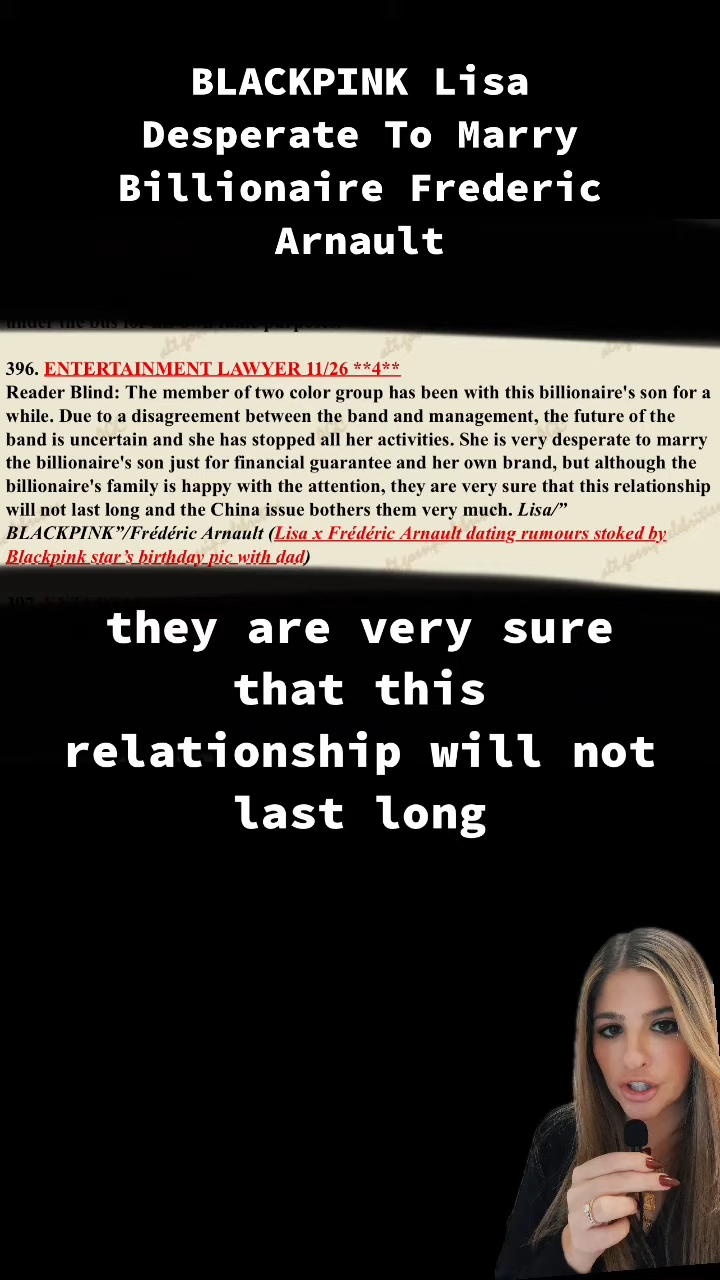 BLACKPINK Lisa
Desperate To Marry
Billionaire Frederic
Arnault
396. ENTERTAINMENT LAWYER 11/26 **4**
Reader Blind: The member of two color group has been with this billionaire's son for a
while. Due to a disagreement between the band and management, the future of the
band is uncertain and she has stopped all her activities. She is very desperate to marry
the billionaire's son just for financial guarantee and her own brand, but although the
billionaire's family is happy with the attention, they are very sure that this relationship
will not last long and the China issue bothers them very much. Lisa/”
BLACKPINK”/Frédéric Arnault (Lisa x Frédéric Arnault dating rumours stoked by
Blackpink star’s birthday pic with dad)
they are very sure
that this
relationship will not
last long